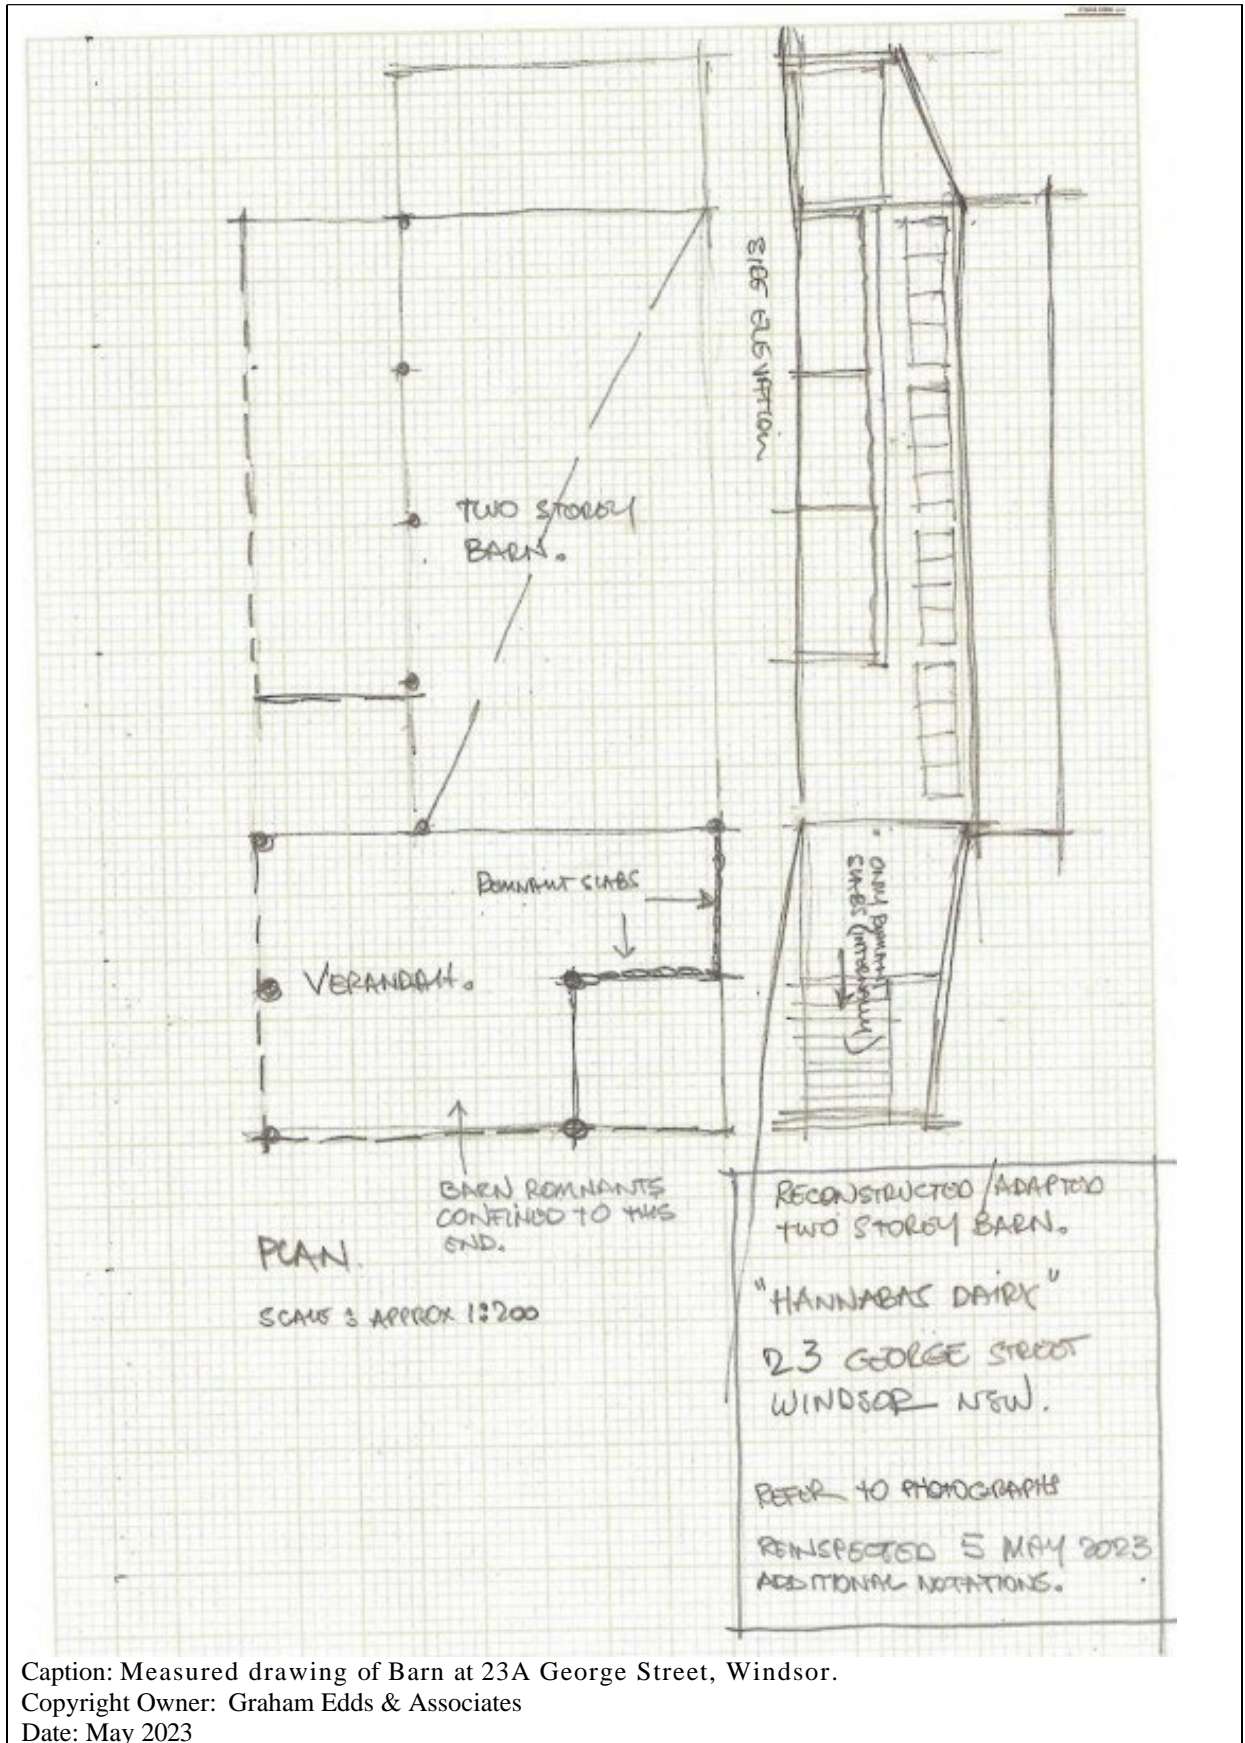 SIDE ELEVATION
TWO STOREY
BARN.
REMNANT SLABS
ONLY REMNANT
SLABS (INTERNALLY)
VERANDAH.
BARN REMNANTS
CONFINED TO THIS
END.
PLAN.
SCALE : APPROX 1:200
RECONSTRUCTED/ADAPTED
TWO STOREY BARN.
"HANNABAS DAIRY"
23 GEORGE STREET
WINDSOR NSW.
REFER TO PHOTOGRAPHS
REINSPECTED 5 MAY 2023
ADDITIONAL NOTATIONS.
Caption: Measured drawing of Barn at 23A George Street, Windsor.
Copyright Owner: Graham Edds & Associates
Date: May 2023